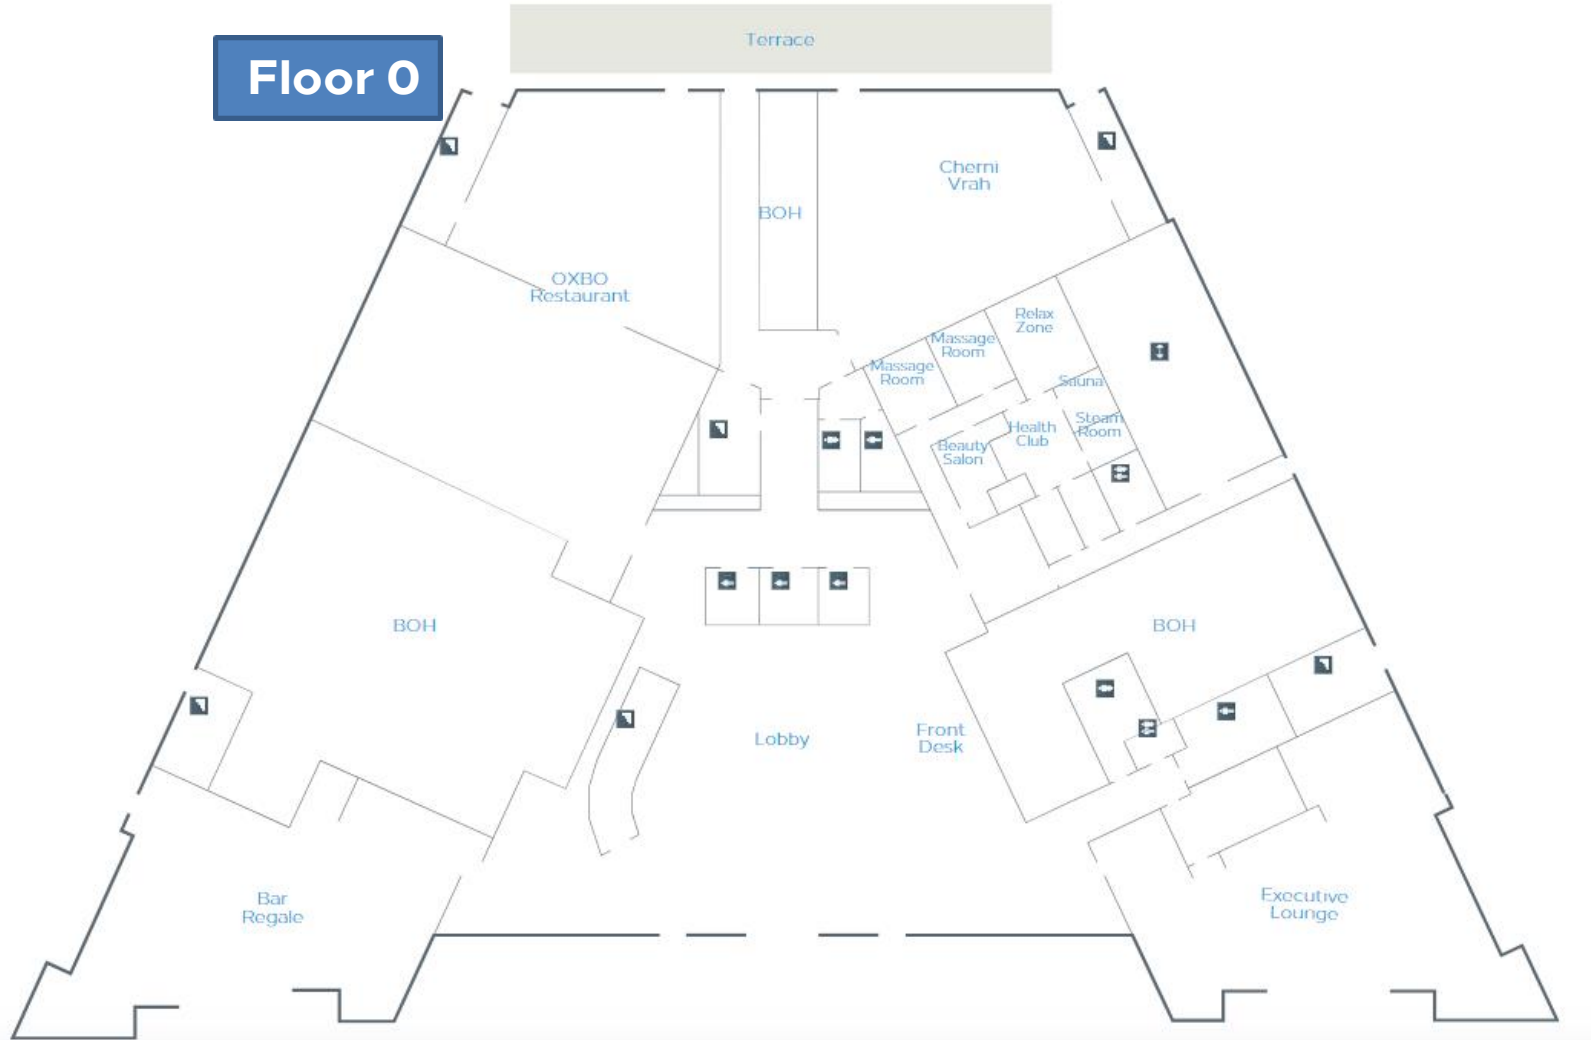 Terrace
Floor 0
Cherni
Vrah
BOH
OXBO
Restaurant
Relax
Zone
Massage
Room
Massage
Room
Sauna
Steam
Room
Health
Club
Beauty
Salon
BOH
BOH
Lobby
Front
Desk
Bar
Regale
Executive
Lounge